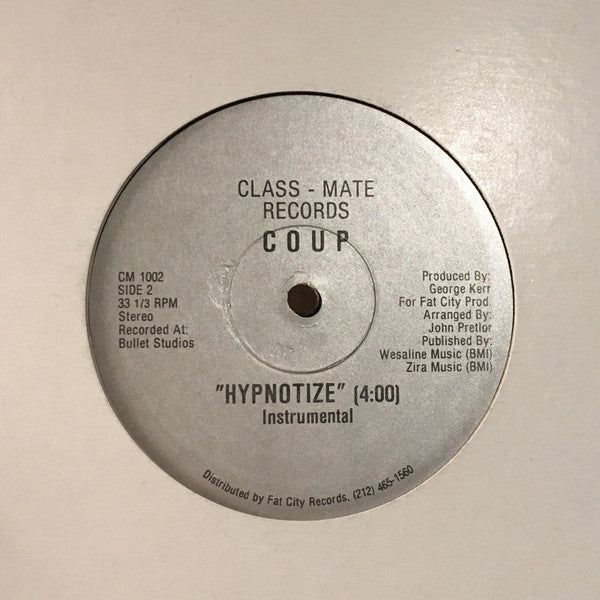 CLASS - MATE
RECORDS
COUP
CM 1002
SIDE 2
33 1/3 RPM
Stereo
Recorded At:
Bullet Studios
Produced By:
George Kerr
For Fat City Prod.
Arranged By:
John Pretlor
Published By:
Wesaline Music (BMI)
Zira Music (BMI)
"HYPNOTIZE" (4:00)
Instrumental
Distributed by Fat City Records. (212) 465-1560